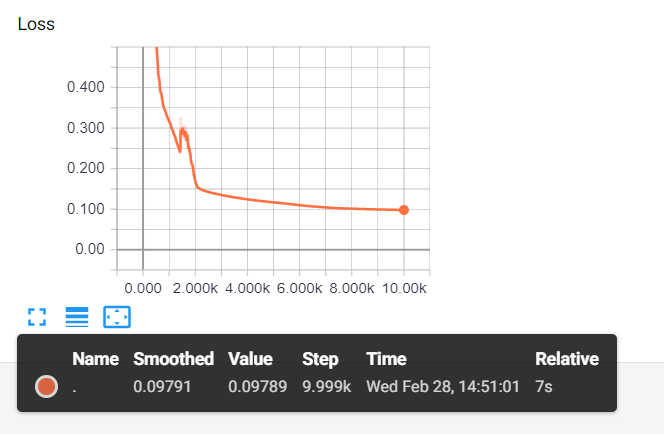 Loss
0.400
0.300
0.200
0.100
0.00
0.000 2.000k 4.000k 6.000k 8.000k 10.00k
Name Smoothed Value Step Time Relative
. 0.09791 0.09789 9.999k Wed Feb 28, 14:51:01 7s